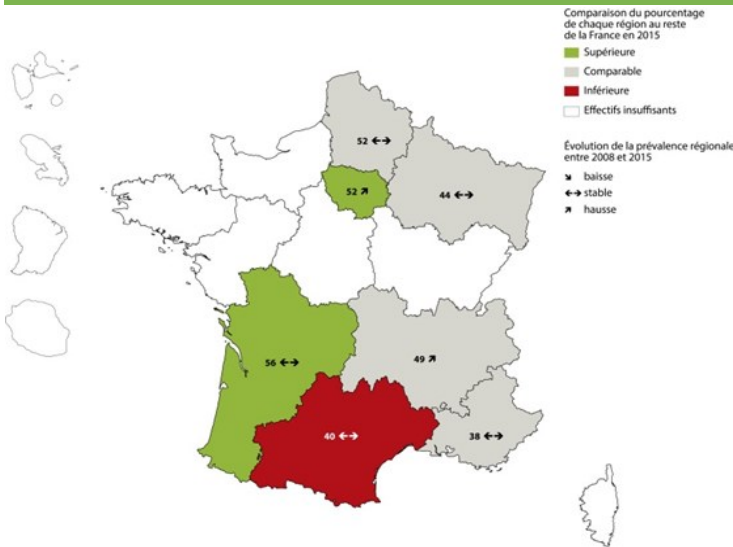 Comparaison du pourcentage
de chaque région au reste
de la France en 2015
Supérieure
Comparable
Inférieure
Effectifs insuffisants
Évolution de la prévalence régionale
entre 2008 et 2015
↘ baisse
↔ stable
↗ hausse
52 ↔
52 ↗
44 ↔
56 ↔
49 ↗
40 ↔
38 ↔